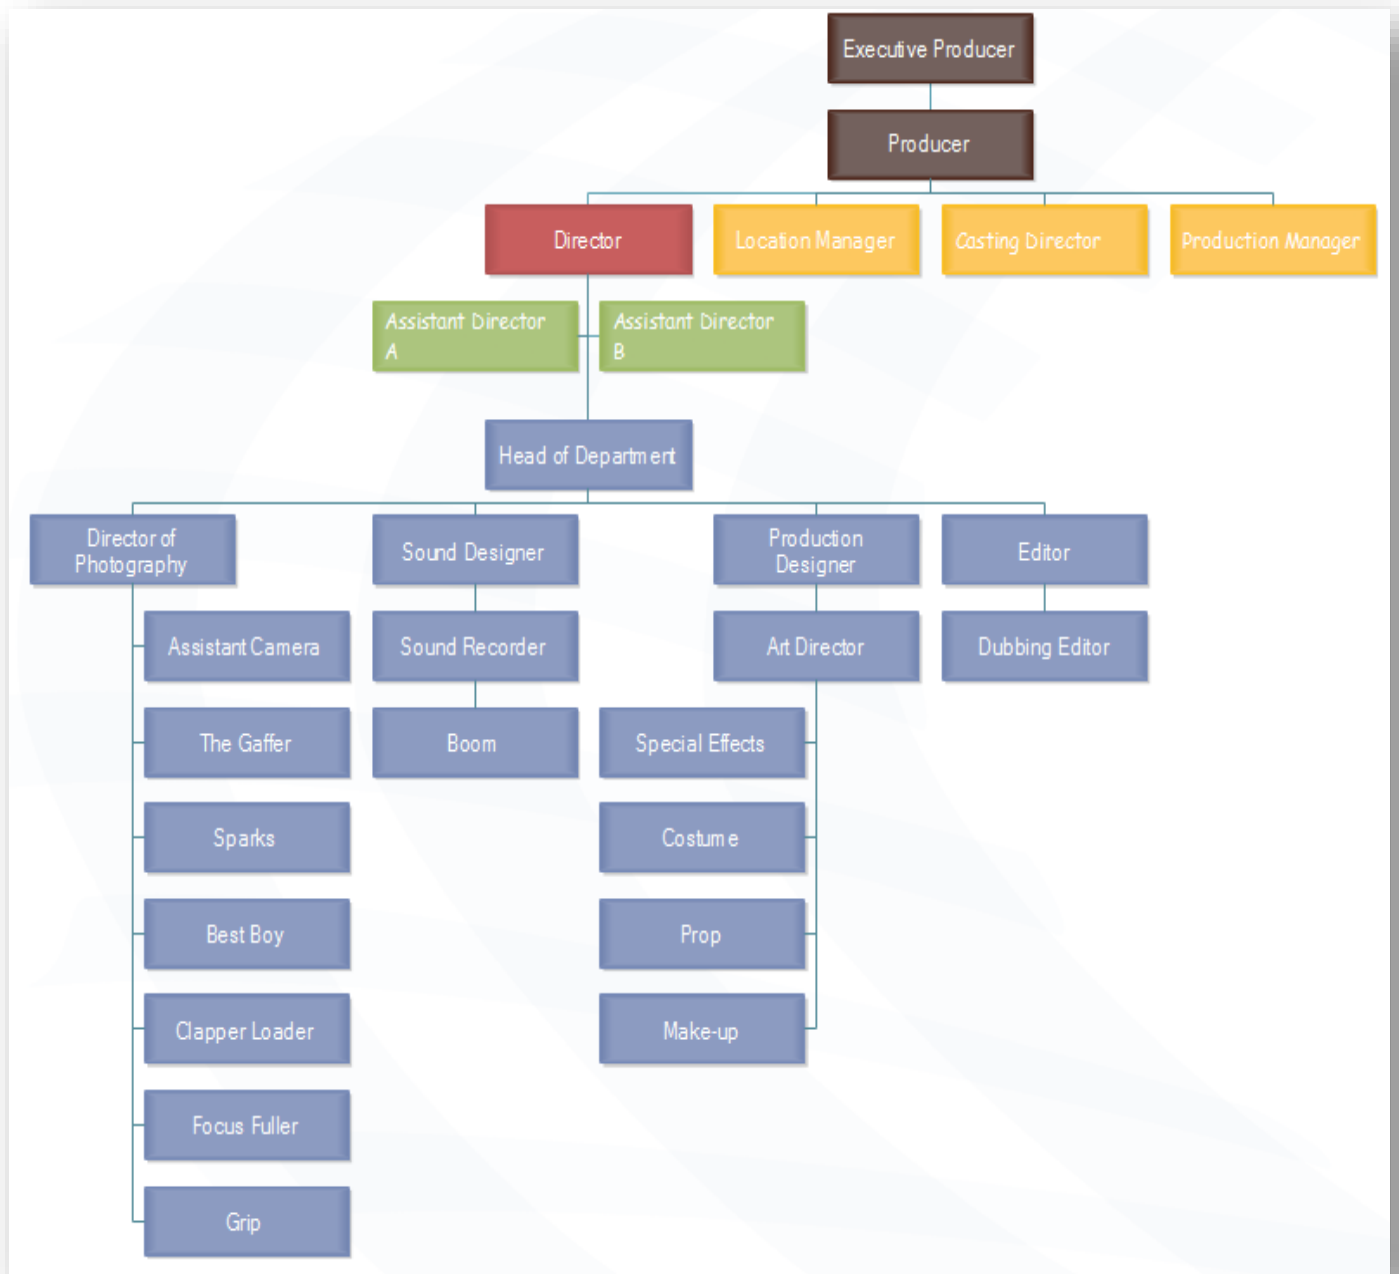 Executive Producer
Producer
Director
Location Manager
Casting Director
Production Manager
Assistant Director
A
Assistant Director
B
Head of Department
Director of
Photography
Sound Designer
Production
Designer
Editor
Assistant Camera
Sound Recorder
Art Director
Dubbing Editor
The Gaffer
Boom
Special Effects
Sparks
Costume
Best Boy
Prop
Clapper Loader
Make-up
Focus Fuller
Grip